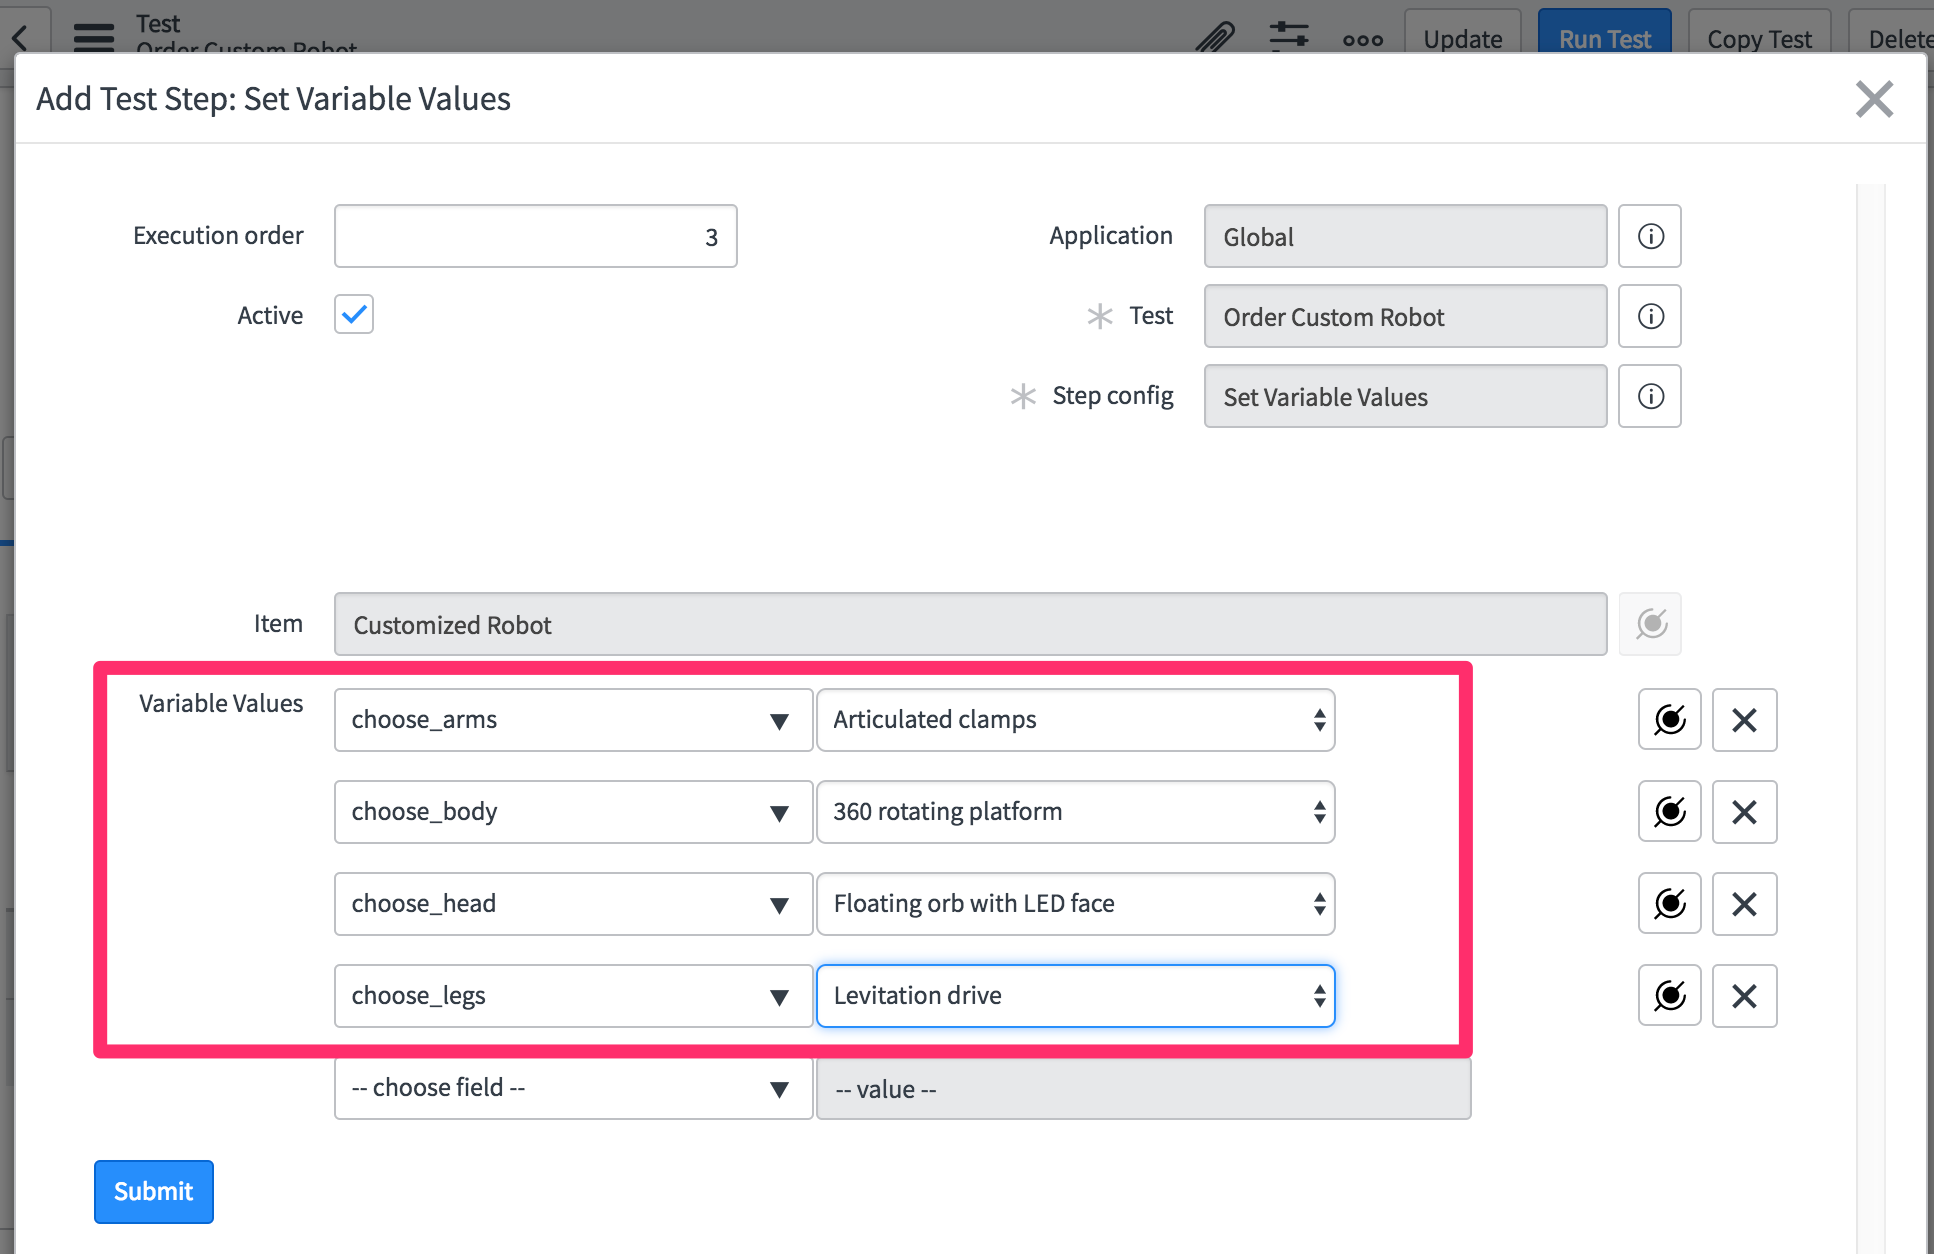 Test
Order Custom Robot
Update
Run Test
Copy Test
Delete
Add Test Step: Set Variable Values
Execution order
3
Application
Global
Active
Test
Order Custom Robot
Step config
Set Variable Values
Item
Customized Robot
Variable Values
choose_arms
Articulated clamps
choose_body
360 rotating platform
choose_head
Floating orb with LED face
choose_legs
Levitation drive
-- choose field --
-- value --
Submit